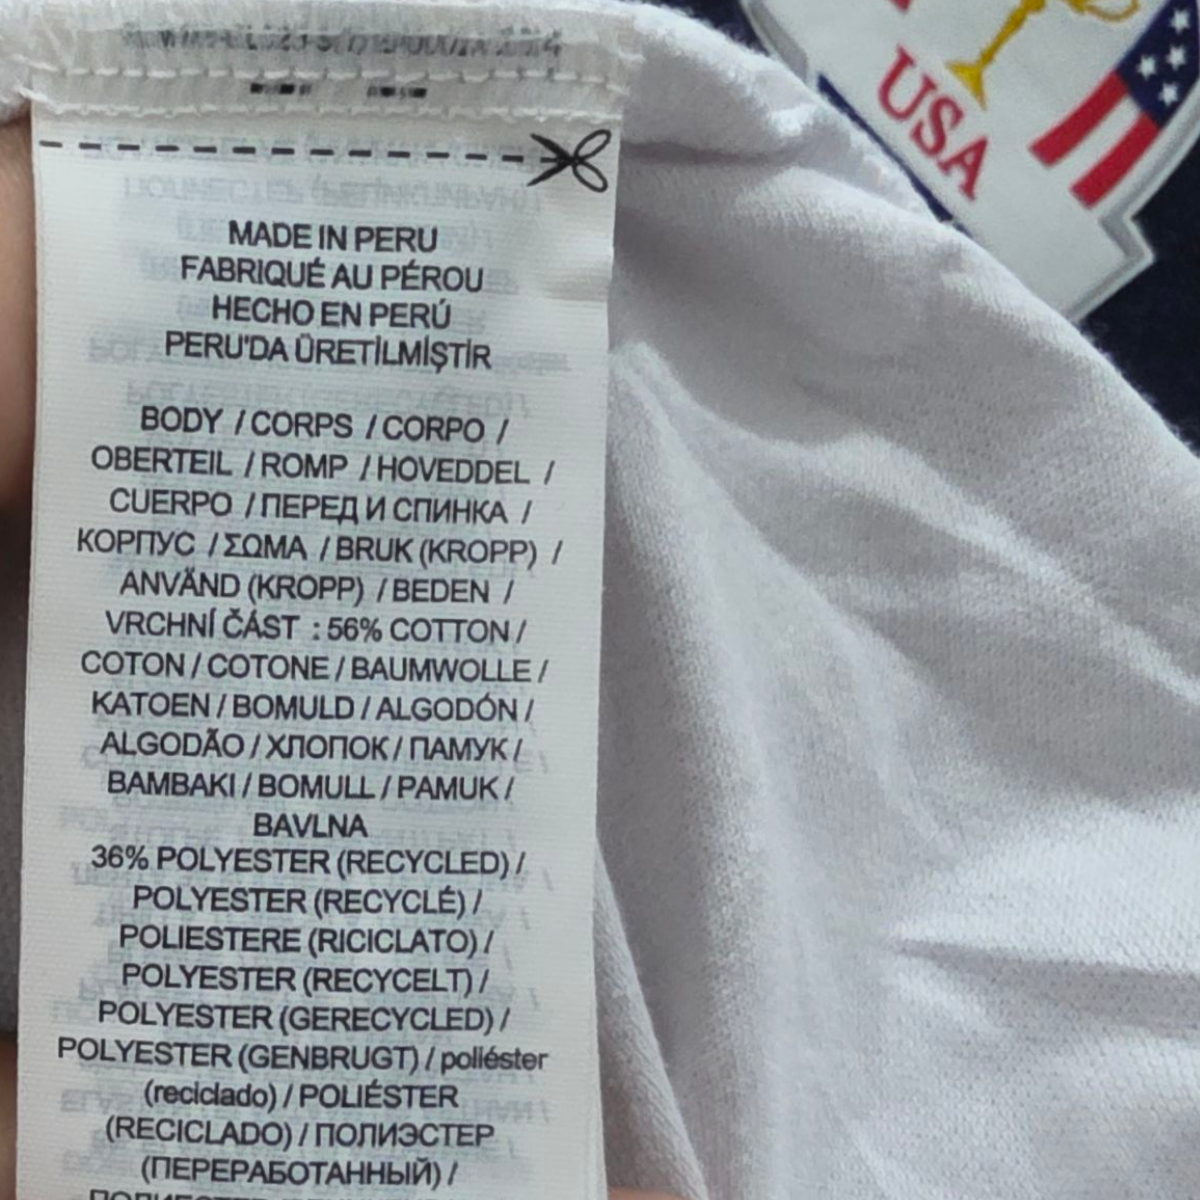 USA
MADE IN PERU
FABRIQUÉ AU PÉROU
HECHO EN PERÚ
PERU'DA ÜRETİLMİŞTİR
BODY / CORPS / CORPO /
OBERTEIL / ROMP / HOVEDDEL /
CUERPO / ПЕРЕД И СПИНКА /
КОРПУС / ΣΩΜΑ / BRUK (KROPP) /
ANVÄND (KROPP) / BEDEN /
VRCHNÍ ČÁST : 56% COTTON /
COTON / COTONE / BAUMWOLLE /
KATOEN / BOMULD / ALGODÓN /
ALGODÃO / ХЛОПОК / ПАМУК /
BAMBAKI / BOMULL / PAMUK /
BAVLNA
36% POLYESTER (RECYCLED) /
POLYESTER (RECYCLÉ) /
POLIESTERE (RICICLATO) /
POLYESTER (RECYCELT) /
POLYESTER (GERECYCLED) /
POLYESTER (GENBRUGT) / poliéster
(reciclado) / POLIÉSTER
(RECICLADO) / ПОЛИЭСТЕР
(ПЕРЕРАБОТАННЫЙ) /